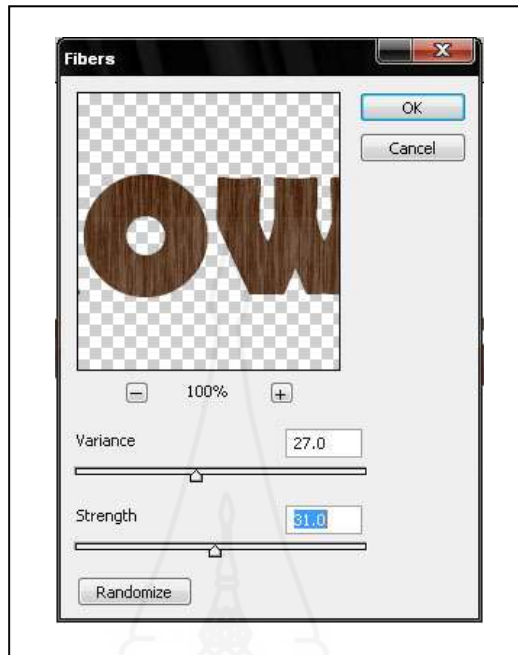 Fibers
OK
Cancel
OW
100%
Variance 27.0
Strength 31.0
Randomize